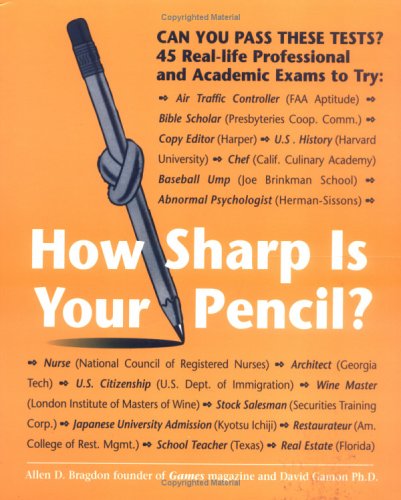 CAN YOU PASS THESE TESTS?
45 Real-life Professional
and Academic Exams to Try:
➺ Air Traffic Controller (FAA Aptitude) ➺
Bible Scholar (Presbyteries Coop. Comm.) ➺
Copy Editor (Harper) ➺ U.S. History (Harvard
University) ➺ Chef (Calif. Culinary Academy)
Baseball Ump (Joe Brinkman School) ➺
Abnormal Psychologist (Herman-Sissons) ➺
How Sharp Is
Your Pencil?
➺ Nurse (National Council of Registered Nurses) ➺ Architect (Georgia
Tech) ➺ U.S. Citizenship (U.S. Dept. of Immigration) ➺ Wine Master
(London Institute of Masters of Wine) ➺ Stock Salesman (Securities Training
Corp.) ➺ Japanese University Admission (Kyotsu Ichiji) ➺ Restaurateur (Am.
College of Rest. Mgmt.) ➺ School Teacher (Texas) ➺ Real Estate (Florida)
Allen D. Bragdon founder of Games magazine and David Gamon Ph.D.